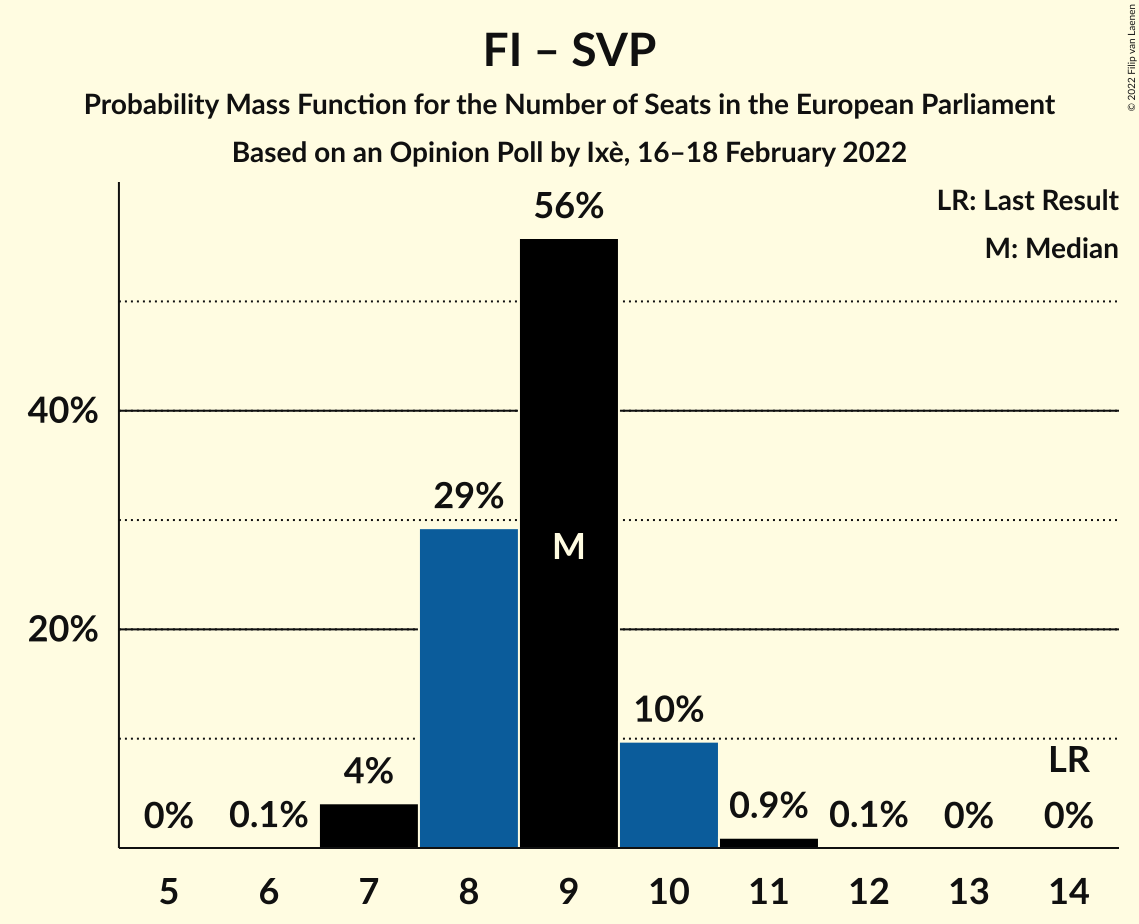 FI – SVP
Probability Mass Function for the Number of Seats in the European Parliament
Based on an Opinion Poll by Ixè, 16–18 February 2022
© 2022 Filip van Laenen
LR: Last Result
M: Median
56%
40%
29%
M
20%
10%
LR
4%
0.9%
0%
0.1%
0.1%
0%
0%
5 6 7 8 9 10 11 12 13 14